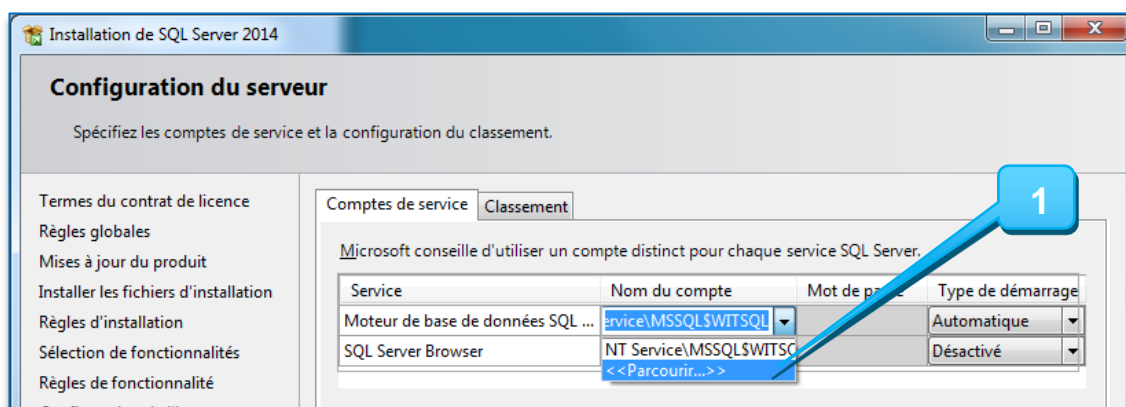 Installation de SQL Server 2014
Configuration du serveur
Spécifiez les comptes de service et la configuration du classement.
1
Termes du contrat de licence
Règles globales
Mises à jour du produit
Installer les fichiers d'installation
Règles d'installation
Sélection de fonctionnalités
Règles de fonctionnalité
Comptes de service Classement
Microsoft conseille d'utiliser un compte distinct pour chaque service SQL Server.
Service Nom du compte Mot de Type de démarrage
Moteur de base de données SQL ... ervice\MSSQL$WITSQL Automatique
SQL Server Browser NT Service\MSSQL$WITSQ Désactivé
<<Parcourir...>>